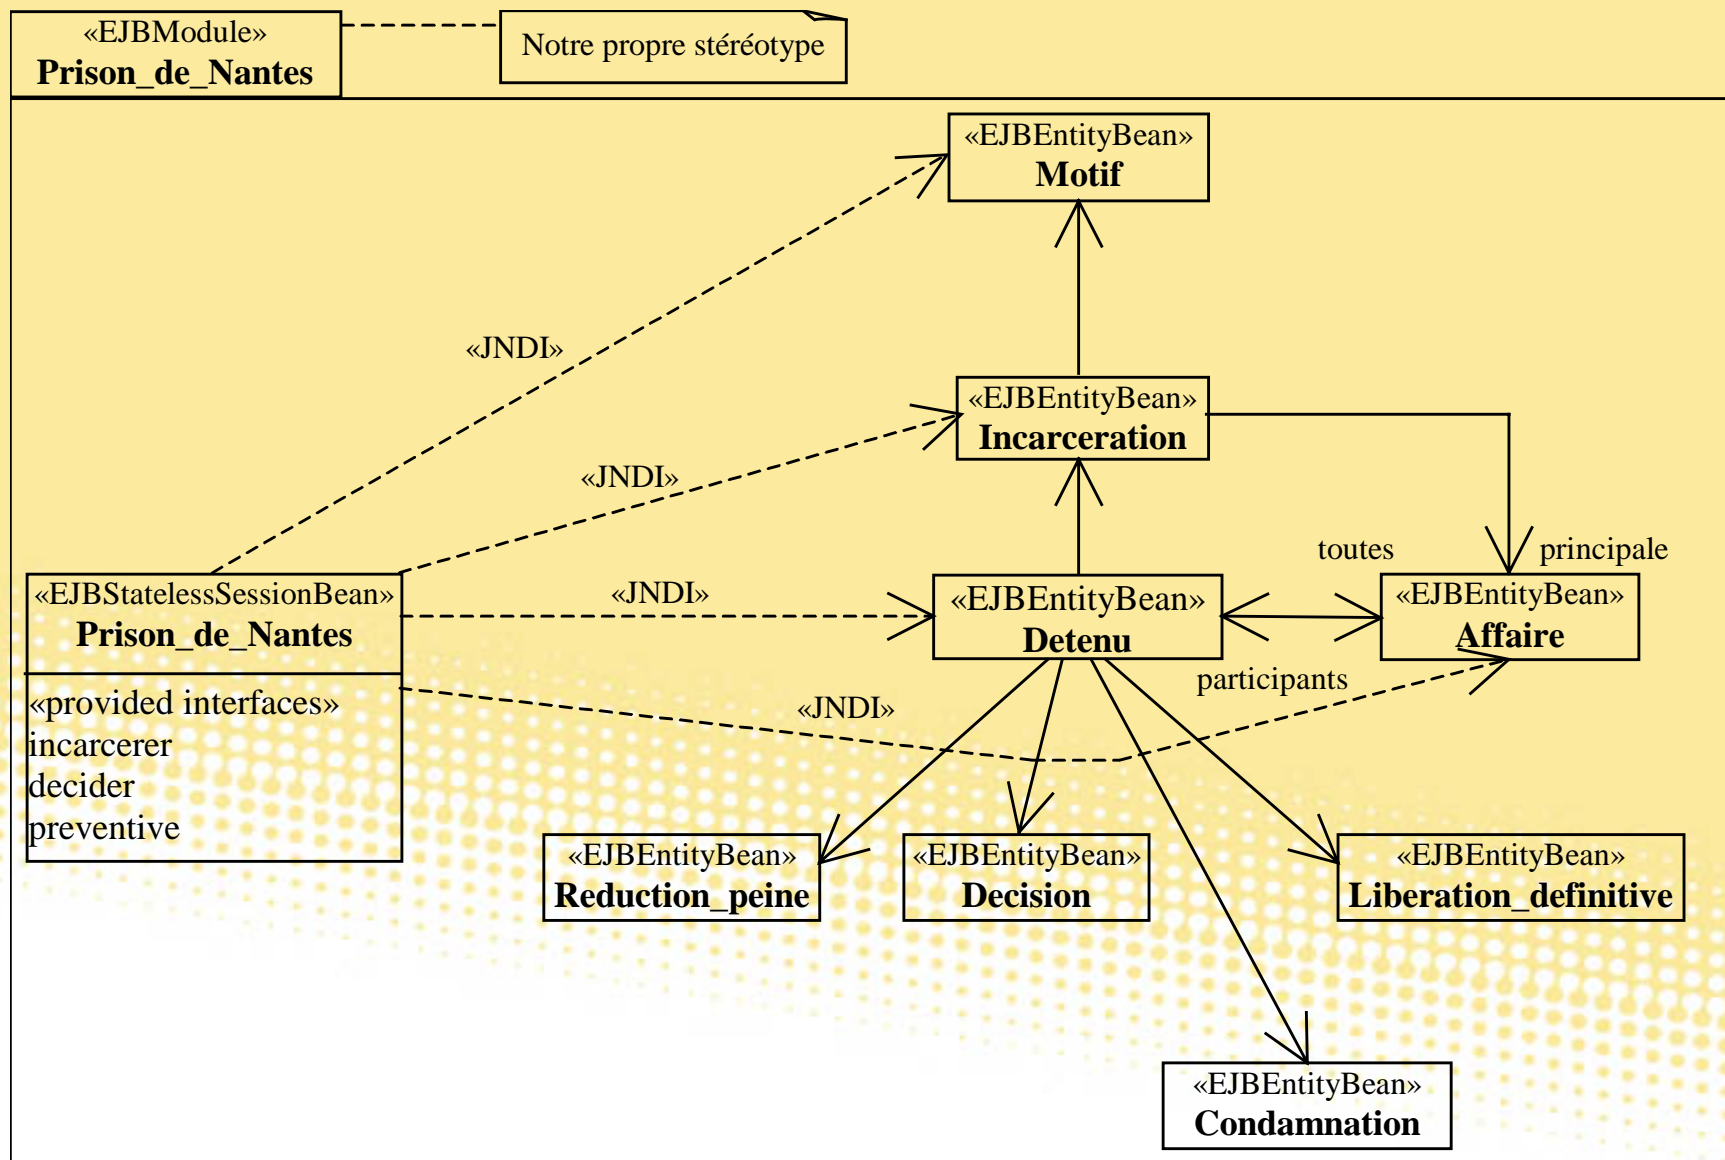 «EJBModule»
Prison_de_Nantes
Notre propre stéréotype
«EJBEntityBean»
Motif
«JNDI»
«EJBEntityBean»
Incarceration
«JNDI»
toutes
principale
«EJBStatelessSessionBean»
Prison_de_Nantes
«provided interfaces»
incarcerer
decider
preventive
«JNDI»
«EJBEntityBean»
Detenu
«EJBEntityBean»
Affaire
participants
«JNDI»
«EJBEntityBean»
Reduction_peine
«EJBEntityBean»
Decision
«EJBEntityBean»
Liberation_definitive
«EJBEntityBean»
Condamnation